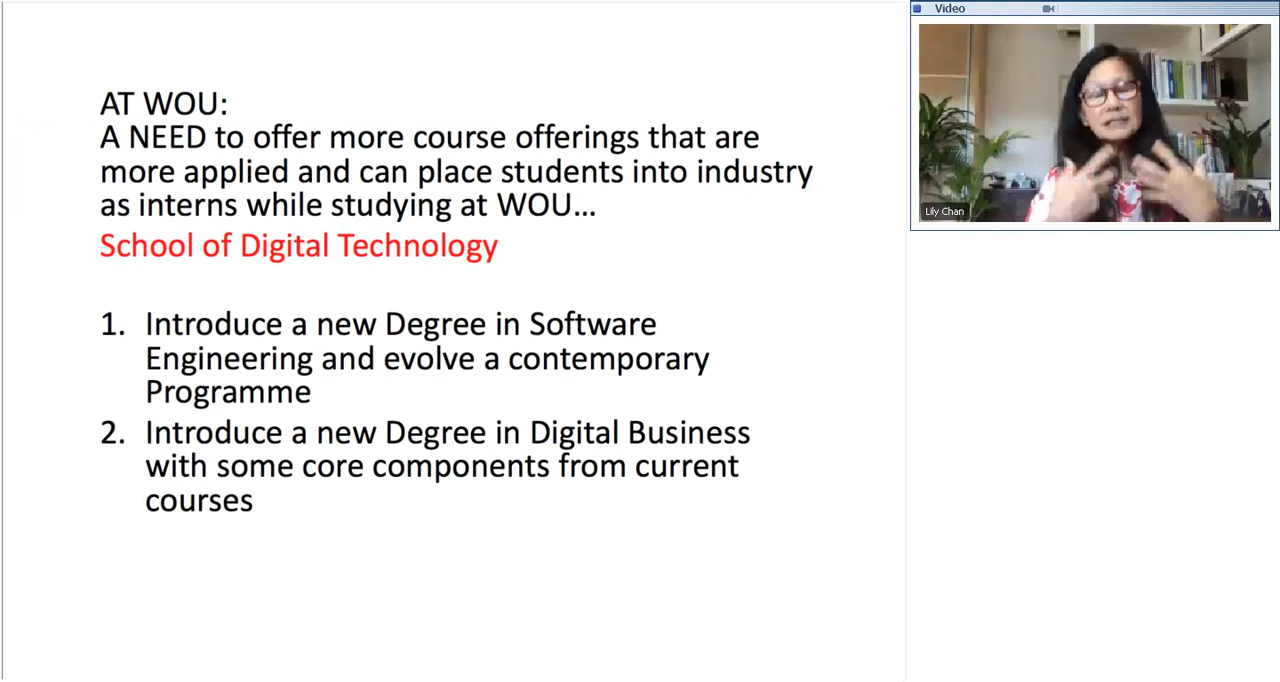 AT WOU:
A NEED to offer more course offerings that are
more applied and can place students into industry
as interns while studying at WOU…
School of Digital Technology
1. Introduce a new Degree in Software
Engineering and evolve a contemporary
Programme
2. Introduce a new Degree in Digital Business
with some core components from current
courses
Video
Lily Chan